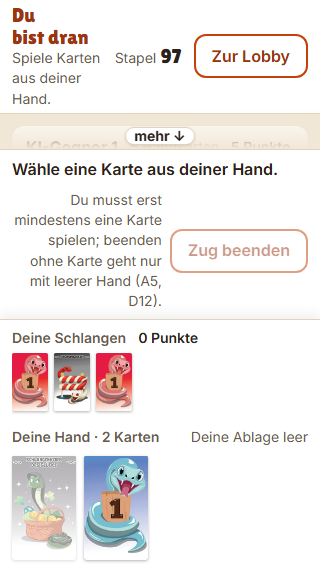 Du
bist dran
Spiele Karten
aus deiner
Hand.
Stapel 97
Zur Lobby
mehr ↓
Wähle eine Karte aus deiner Hand.
Du musst erst
mindestens eine Karte
spielen; beenden
ohne Karte geht nur
mit leerer Hand (A5,
D12).
Zug beenden
Deine Schlangen 0 Punkte
1
1
Deine Hand · 2 Karten
Deine Ablage leer
1